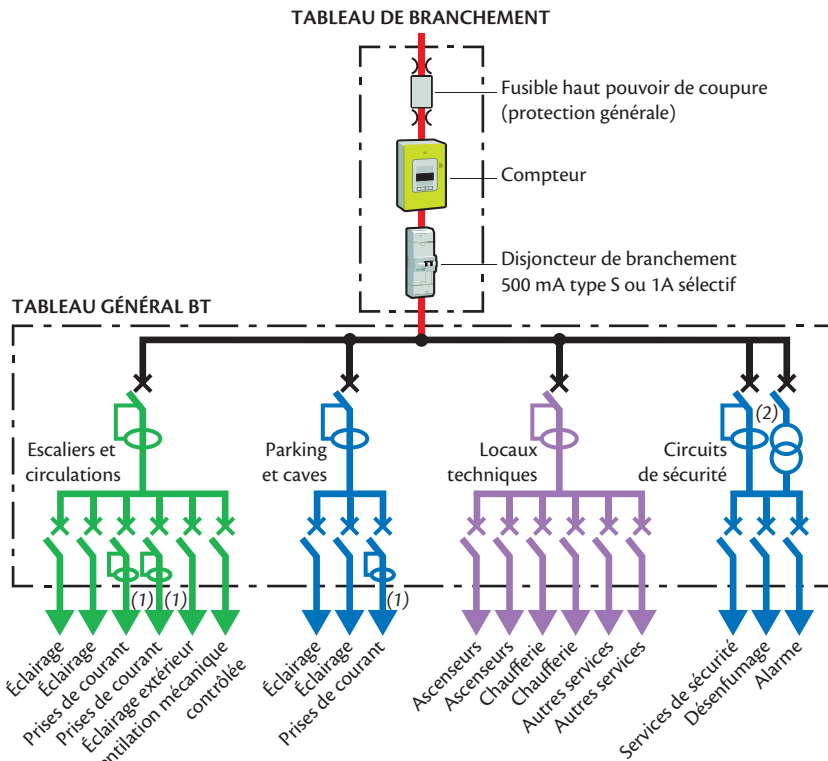 TABLEAU DE BRANCHEMENT
Fusible haut pouvoir de coupure
(protection générale)
Compteur
Disjoncteur de branchement
500 mA type S ou 1A sélectif
TABLEAU GÉNÉRAL BT
Escaliers et
circulations
Parking
et caves
Locaux
techniques
Circuits
de sécurité
(2)
(1)
(1)
(1)
Éclairage
Éclairage
Prises de courant
Prises de courant
Éclairage extérieur
entilation mécanique
contrôlée
Éclairage
Éclairage
Prises de courant
Ascenseurs
Ascenseurs
Chaufferie
Chaufferie
Autres services
Autres services
Services de sécurité
Désenfumage
Alarme